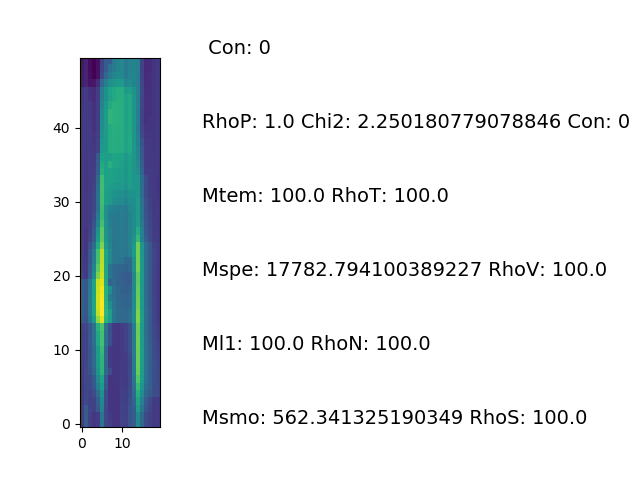 Con: 0
RhoP: 1.0 Chi2: 2.250180779078846 Con: 0
Mtem: 100.0 RhoT: 100.0
Mspe: 17782.794100389227 RhoV: 100.0
Ml1: 100.0 RhoN: 100.0
Msmo: 562.341325190349 RhoS: 100.0
40
30
20
10
0
0 10